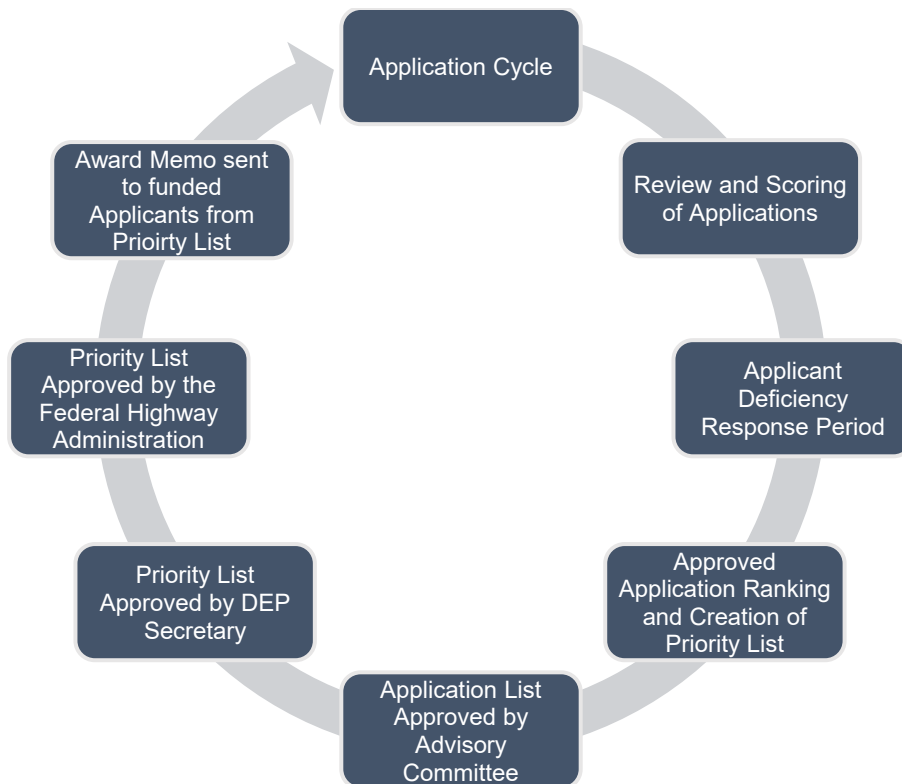 Application Cycle
Review and Scoring
of Applications
Applicant
Deficiency
Response Period
Approved
Application Ranking
and Creation of
Priority List
Application List
Approved by
Advisory
Committee
Priority List
Approved by DEP
Secretary
Priority List
Approved by the
Federal Highway
Administration
Award Memo sent
to funded
Applicants from
Prioirty List